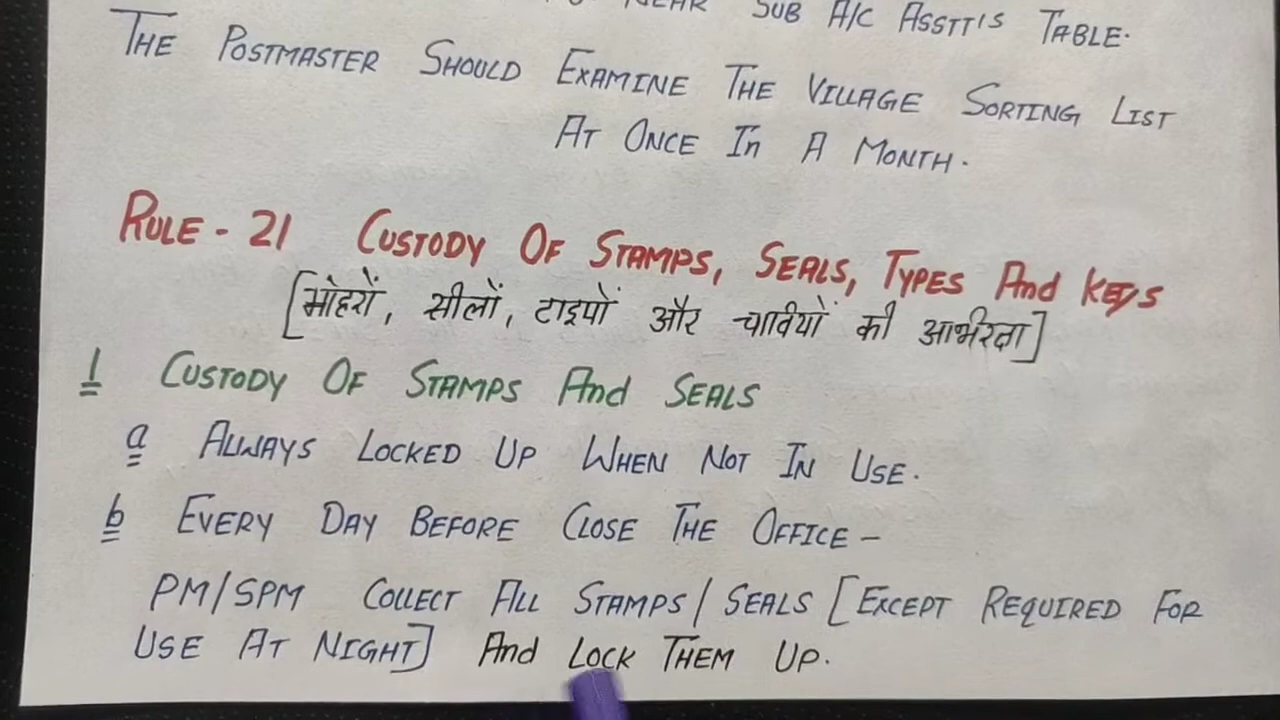 NEAR SUB A/C ASSTT'S TABLE.
THE POSTMASTER SHOULD EXAMINE THE VILLAGE SORTING LIST
AT ONCE In A MONTH.
RULE - 21 CUSTODY OF STAMPS, SEALS, TYPES And KEYS
[मोहरों, सीलों, टाइपों और चाबियों की अभिरक्षा]
1 CUSTODY OF STAMPS And SEALS
a ALWAYS LOCKED UP WHEN NOT IN USE.
b EVERY DAY BEFORE CLOSE THE OFFICE -
PM/SPM COLLECT All STAMPS/SEALS [EXCEPT REQUIRED FOR
USE AT NIGHT] And LOCK THEM UP.